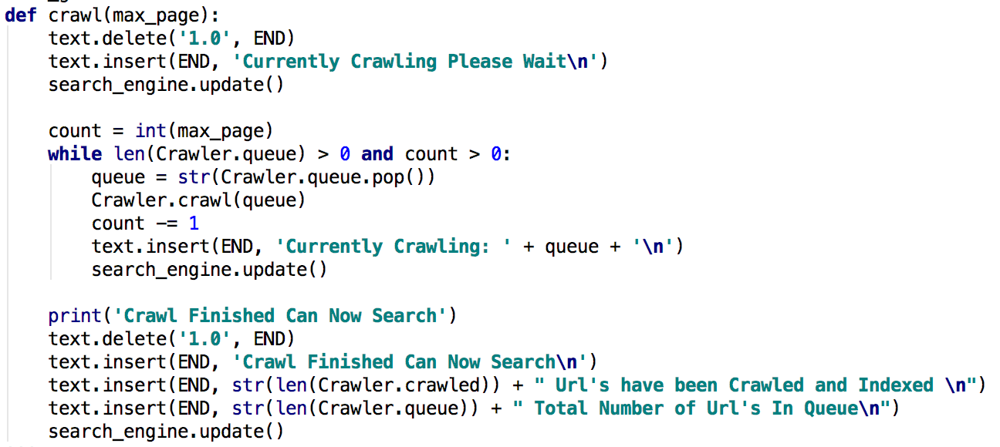 def crawl(max_page):
    text.delete('1.0', END)
    text.insert(END, 'Currently Crawling Please Wait\n')
    search_engine.update()

    count = int(max_page)
    while len(Crawler.queue) > 0 and count > 0:
        queue = str(Crawler.queue.pop())
        Crawler.crawl(queue)
        count -= 1
        text.insert(END, 'Currently Crawling: ' + queue + '\n')
        search_engine.update()

    print('Crawl Finished Can Now Search')
    text.delete('1.0', END)
    text.insert(END, 'Crawl Finished Can Now Search\n')
    text.insert(END, str(len(Crawler.crawled)) + " Url's have been Crawled and Indexed \n")
    text.insert(END, str(len(Crawler.queue)) + " Total Number of Url's In Queue\n")
    search_engine.update()